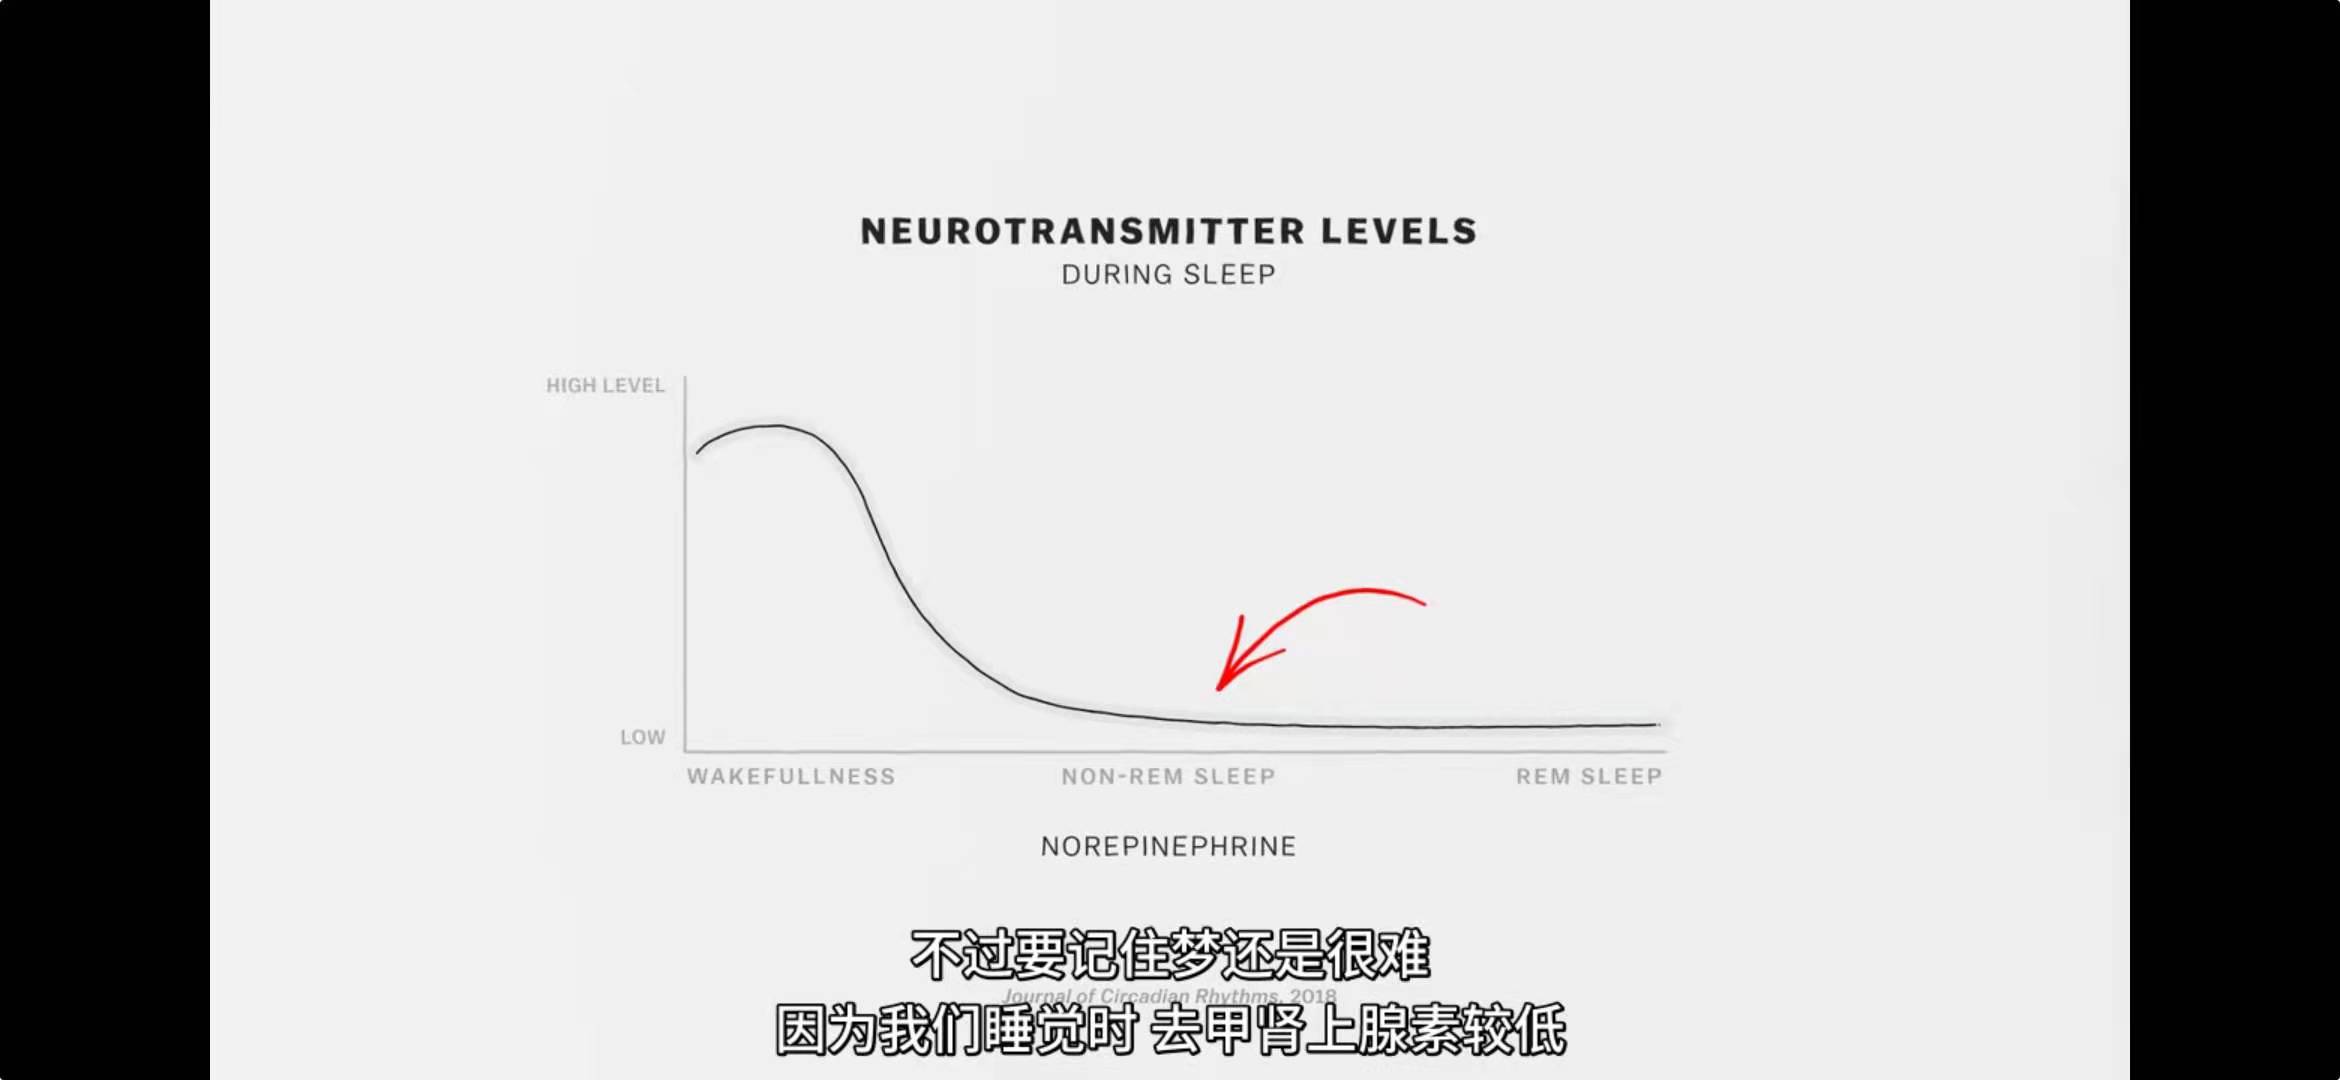 NEUROTRANSMITTER LEVELS
DURING SLEEP
HIGH LEVEL
LOW
WAKEFULLNESS
NON-REM SLEEP
REM SLEEP
NOREPINEPHRINE
不过要记住梦还是很难
Journal of Circadian Rhythms, 2018
因为我们睡觉时 去甲肾上腺素较低